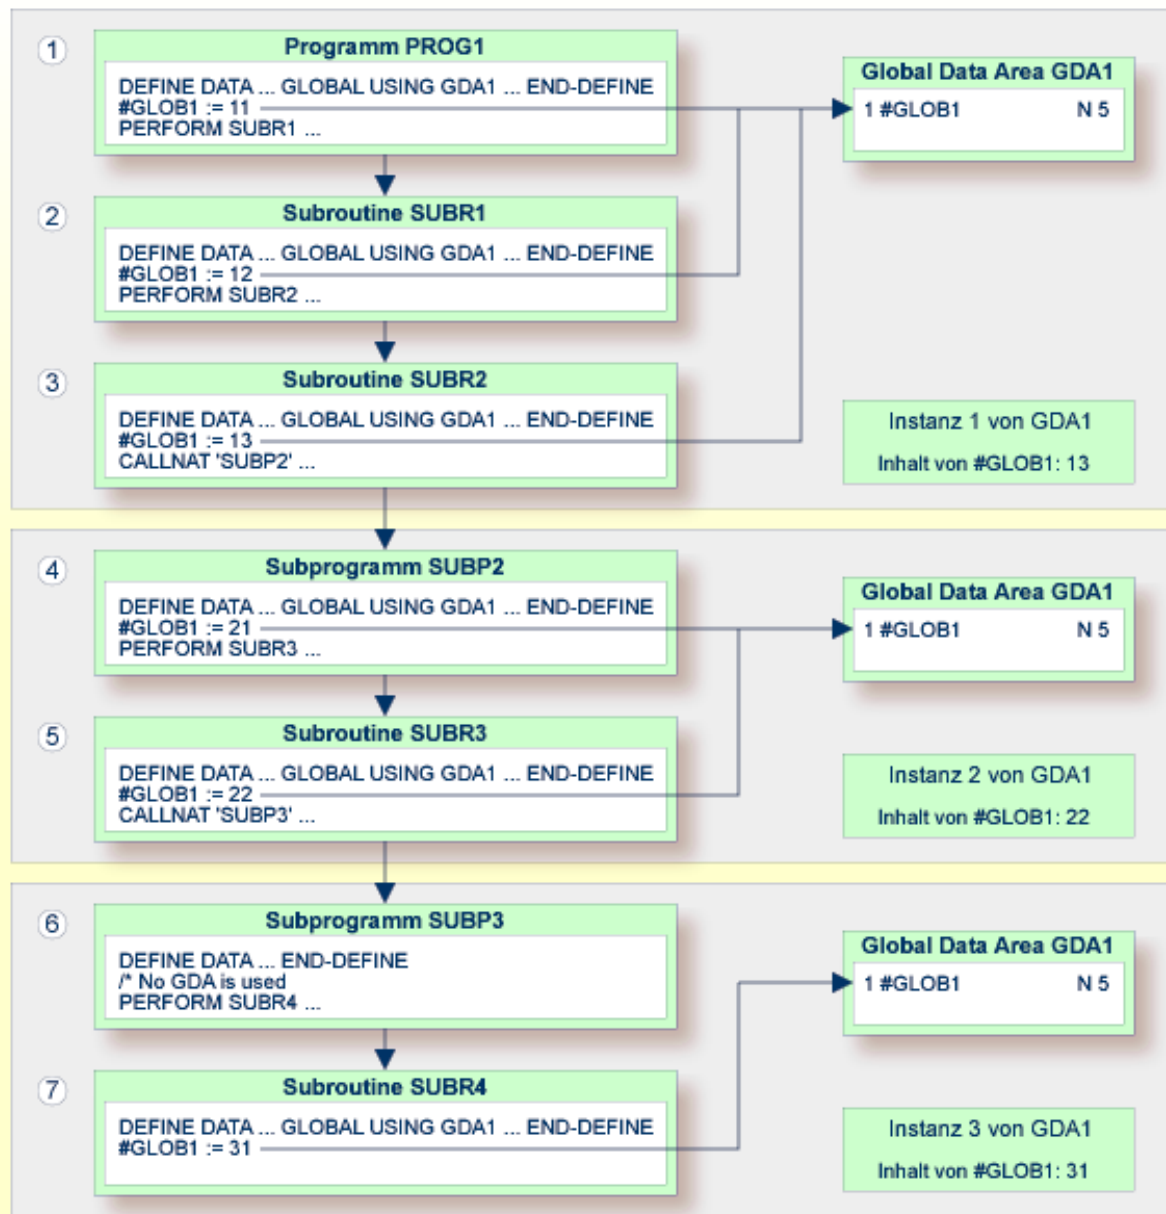 1
Programm PROG1
DEFINE DATA ... GLOBAL USING GDA1 ... END-DEFINE
#GLOB1 := 11
PERFORM SUBR1 ...
Global Data Area GDA1
1 #GLOB1 N 5
2
Subroutine SUBR1
DEFINE DATA ... GLOBAL USING GDA1 ... END-DEFINE
#GLOB1 := 12
PERFORM SUBR2 ...
3
Subroutine SUBR2
DEFINE DATA ... GLOBAL USING GDA1 ... END-DEFINE
#GLOB1 := 13
CALLNAT 'SUBP2' ...
Instanz 1 von GDA1
Inhalt von #GLOB1: 13
4
Subprogramm SUBP2
DEFINE DATA ... GLOBAL USING GDA1 ... END-DEFINE
#GLOB1 := 21
PERFORM SUBR3 ...
Global Data Area GDA1
1 #GLOB1 N 5
5
Subroutine SUBR3
DEFINE DATA ... GLOBAL USING GDA1 ... END-DEFINE
#GLOB1 := 22
CALLNAT 'SUBP3' ...
Instanz 2 von GDA1
Inhalt von #GLOB1: 22
6
Subprogramm SUBP3
DEFINE DATA ... END-DEFINE
/* No GDA is used
PERFORM SUBR4 ...
Global Data Area GDA1
1 #GLOB1 N 5
7
Subroutine SUBR4
DEFINE DATA ... GLOBAL USING GDA1 ... END-DEFINE
#GLOB1 := 31
Instanz 3 von GDA1
Inhalt von #GLOB1: 31